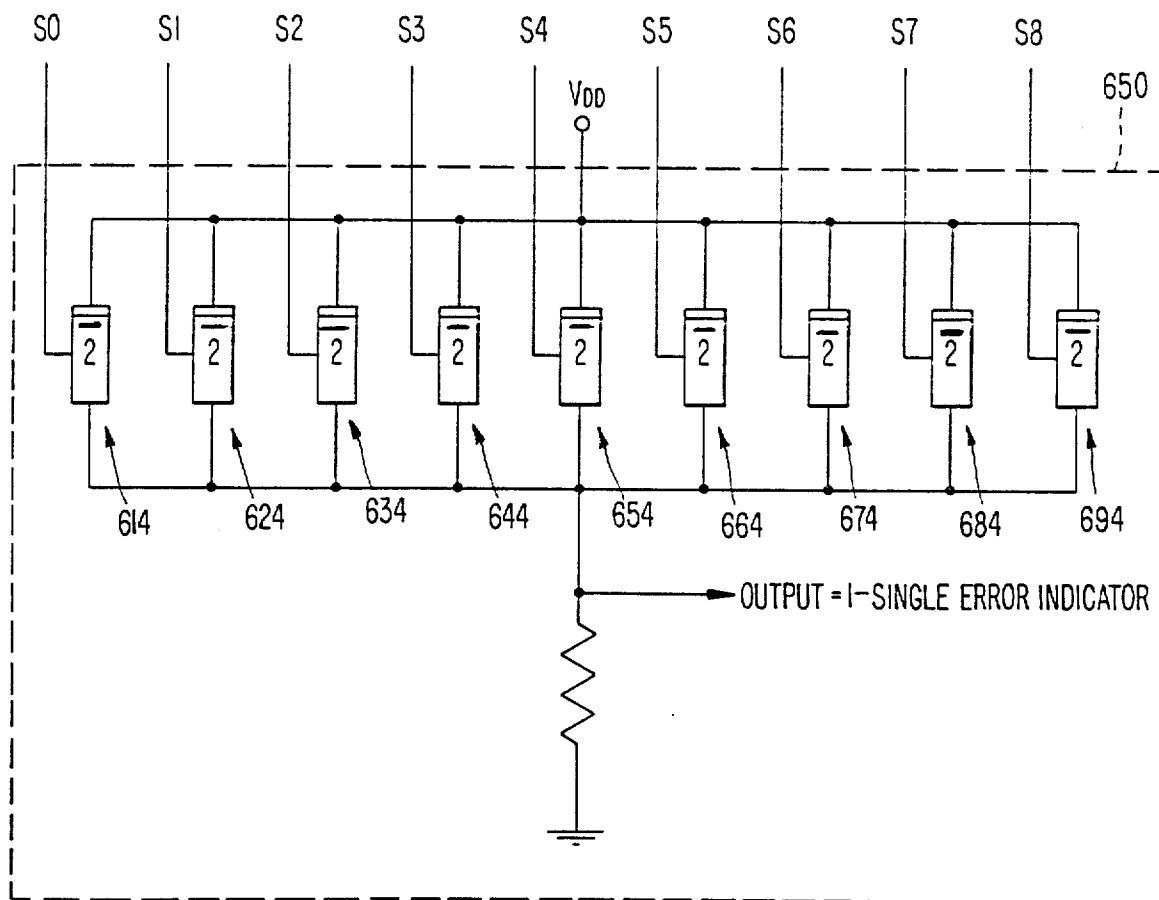 S0 S1 S2 S3 S4 S5 S6 S7 S8
650
VDD
2 2 2 2 2 2 2 2 2
614 624 634 644 654 664 674 684 694
OUTPUT = 1-SINGLE ERROR INDICATOR